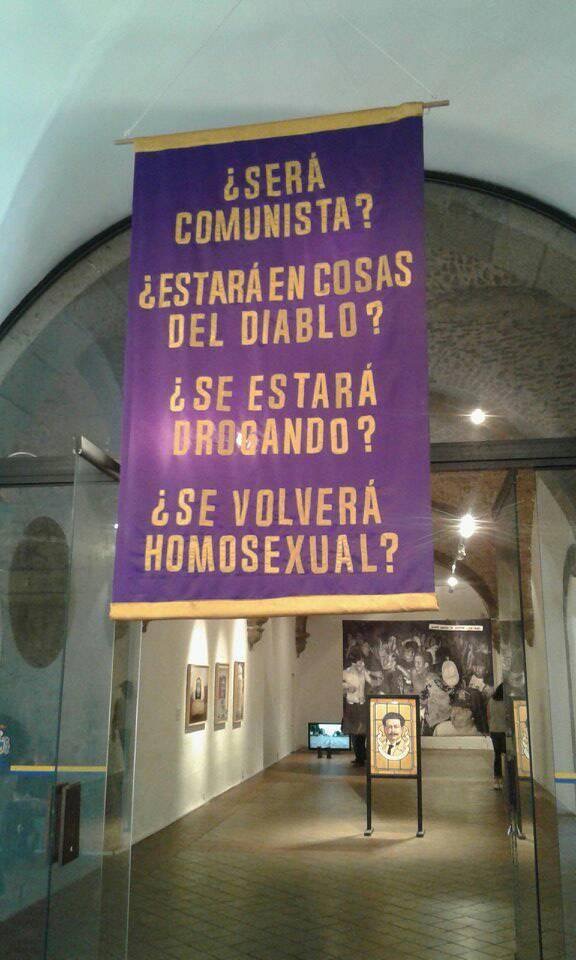 ¿SERÁ
COMUNISTA?
¿ESTARÁ EN COSAS
DEL DIABLO?
¿SE ESTARÁ
DROGANDO?
¿SE VOLVERÁ
HOMOSEXUAL?